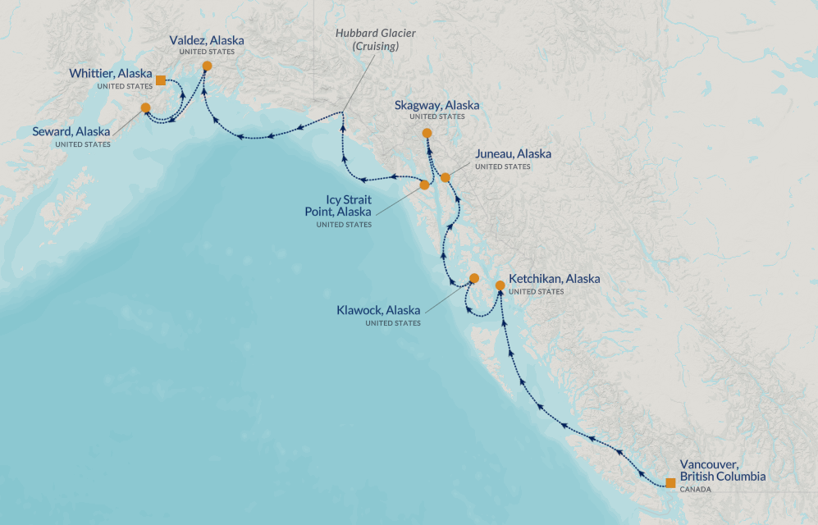 Hubbard Glacier
(Cruising)
Valdez, Alaska
UNITED STATES
Whittier, Alaska
UNITED STATES
Seward, Alaska
UNITED STATES
Skagway, Alaska
UNITED STATES
Juneau, Alaska
UNITED STATES
Icy Strait
Point, Alaska
UNITED STATES
Ketchikan, Alaska
UNITED STATES
Klawock, Alaska
UNITED STATES
Vancouver,
British Columbia
CANADA